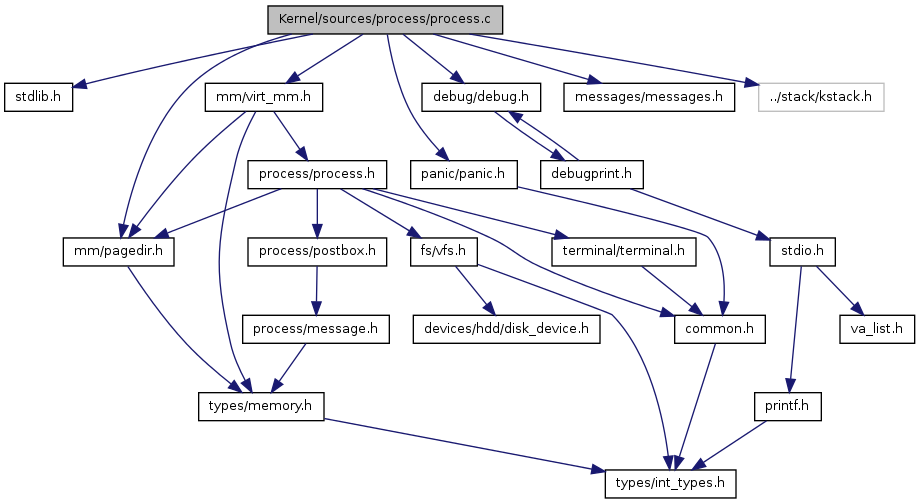 Kernel/sources/process/process.c
stdlib.h
mm/virt_mm.h
debug/debug.h
messages/messages.h
../stack/kstack.h
process/process.h
panic/panic.h
debugprint.h
mm/pagedir.h
process/postbox.h
fs/vfs.h
terminal/terminal.h
stdio.h
process/message.h
devices/hdd/disk_device.h
common.h
va_list.h
types/memory.h
printf.h
types/int_types.h